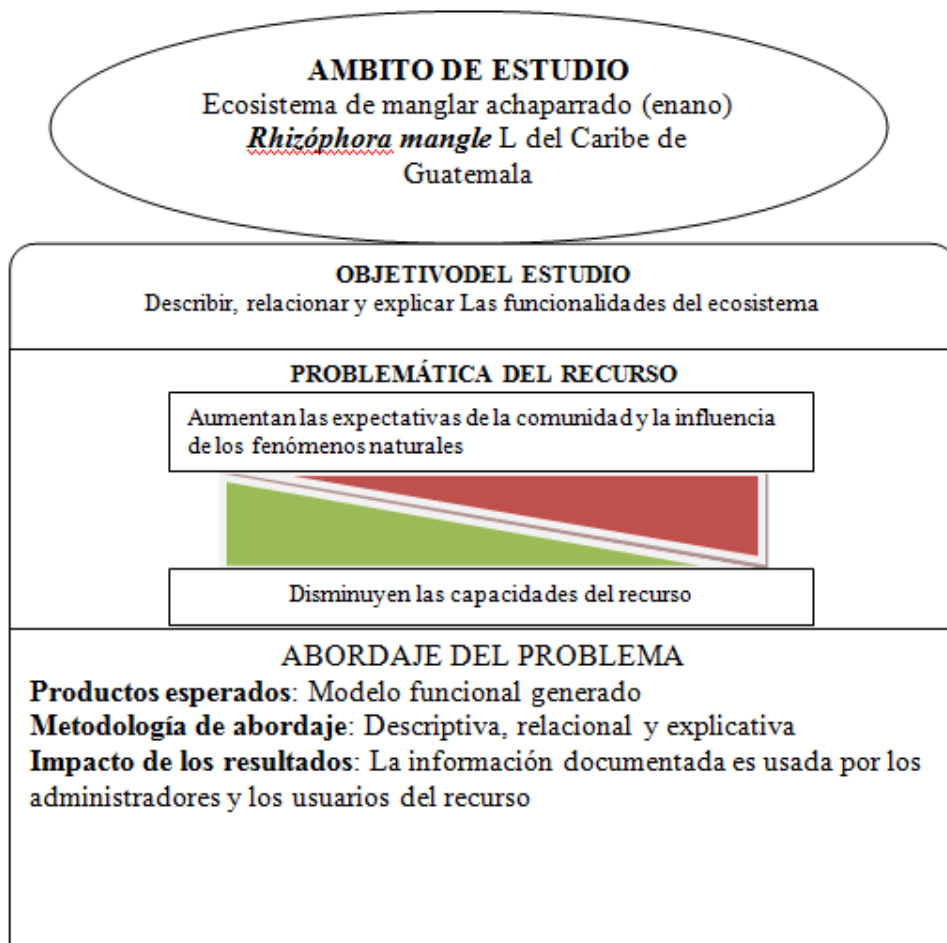 AMBITO DE ESTUDIO
Ecosistema de manglar achaparrado (enano)
Rhizóphora mangle L del Caribe de
Guatemala
OBJETIVODEL ESTUDIO
Describir, relacionar y explicar Las funcionalidades del ecosistema
PROBLEMÁTICA DEL RECURSO
Aumentan las expectativas de la comunidad y la influencia
de los fenómenos naturales
Disminuyen las capacidades del recurso
ABORDAJE DEL PROBLEMA
Productos esperados: Modelo funcional generado
Metodología de abordaje: Descriptiva, relacional y explicativa
Impacto de los resultados: La información documentada es usada por los
administradores y los usuarios del recurso